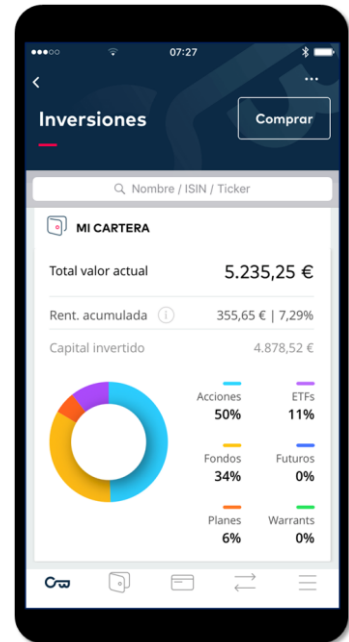 07:27
Inversiones
Comprar
Nombre / ISIN / Ticker
MI CARTERA
Total valor actual 5.235,25 €
Rent. acumulada i 355,65 € | 7,29%
Capital invertido 4.878,52 €
Acciones ETFs
50% 11%
Fondos Futuros
34% 0%
Planes Warrants
6% 0%